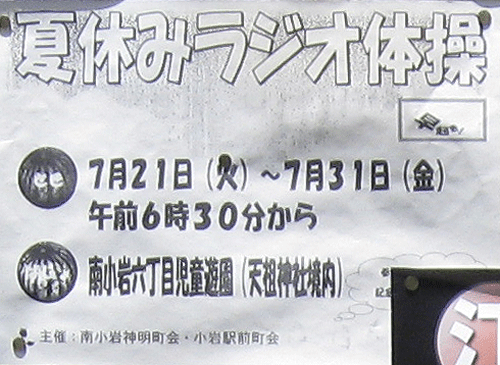 夏休みラジオ体操
7月21日(火)~7月31日(金)
午前6時30分から
南小岩六丁目児童遊園(天祖神社境内)
主催:南小岩神明町会・小岩駅前町会